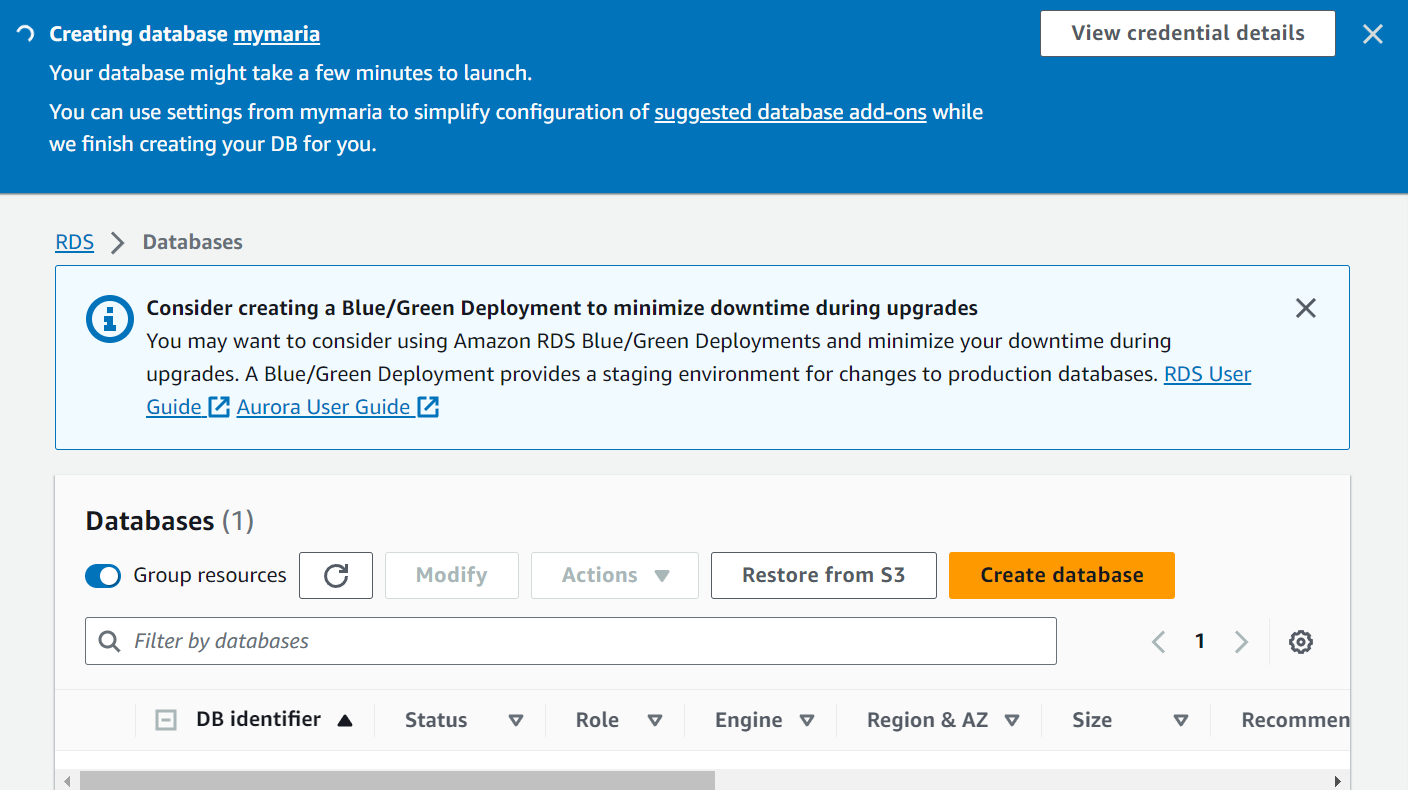 Creating database mymaria
View credential details
Your database might take a few minutes to launch.
You can use settings from mymaria to simplify configuration of suggested database add-ons while
we finish creating your DB for you.
RDS
Databases
Consider creating a Blue/Green Deployment to minimize downtime during upgrades
You may want to consider using Amazon RDS Blue/Green Deployments and minimize your downtime during
upgrades. A Blue/Green Deployment provides a staging environment for changes to production databases. RDS User
Guide Aurora User Guide
Databases (1)
Group resources
Modify
Actions
Restore from S3
Create database
Filter by databases
1
DB identifier
Status
Role
Engine
Region & AZ
Size
Recommen